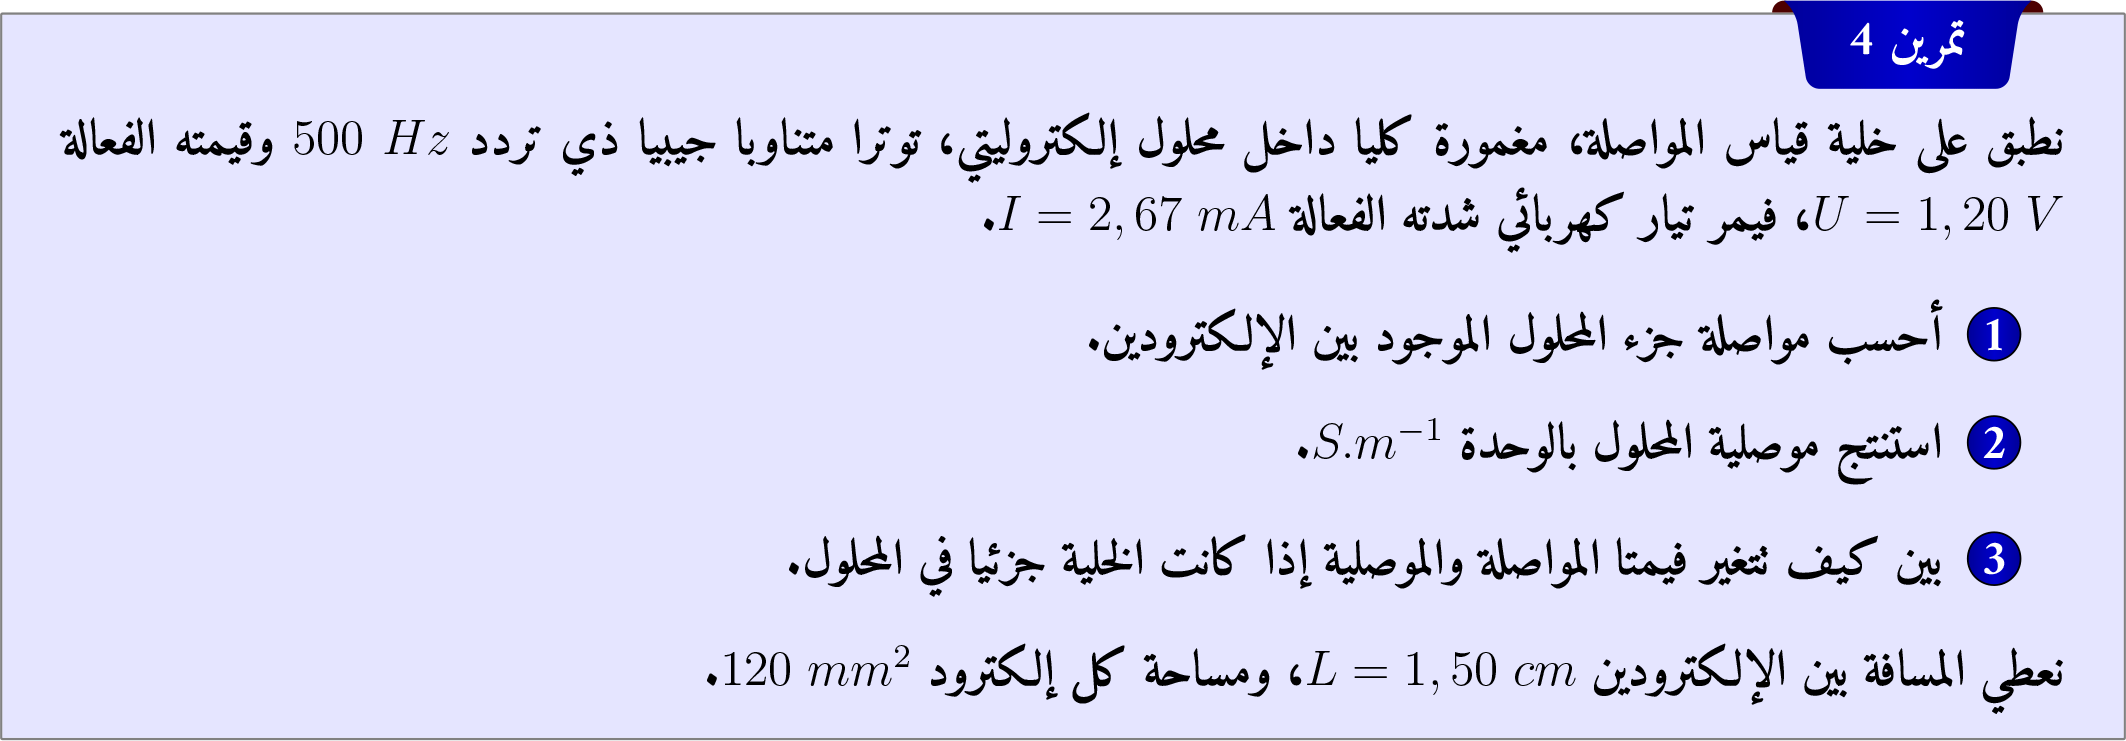 تمرين 4
نطبق على خلية قياس المواصلة، مغمورة كليا داخل محلول إلكتروليتي، توترا متناوبا جيبيا ذي تردد 500 Hz وقيمته الفعالة
U = 1, 20 V، فيمر تيار كهربائي شدته الفعالة I = 2, 67 mA.
1 أحسب مواصلة جزء المحلول الموجود بين الإلكترودين.
2 استنتج موصلية المحلول بالوحدة S.m⁻¹.
3 بين كيف تتغير فيمتا المواصلة والموصلية إذا كانت الخلية جزئيا في المحلول.
نعطي المسافة بين الإلكترودين L = 1, 50 cm، ومساحة كل إلكترود 120 mm².